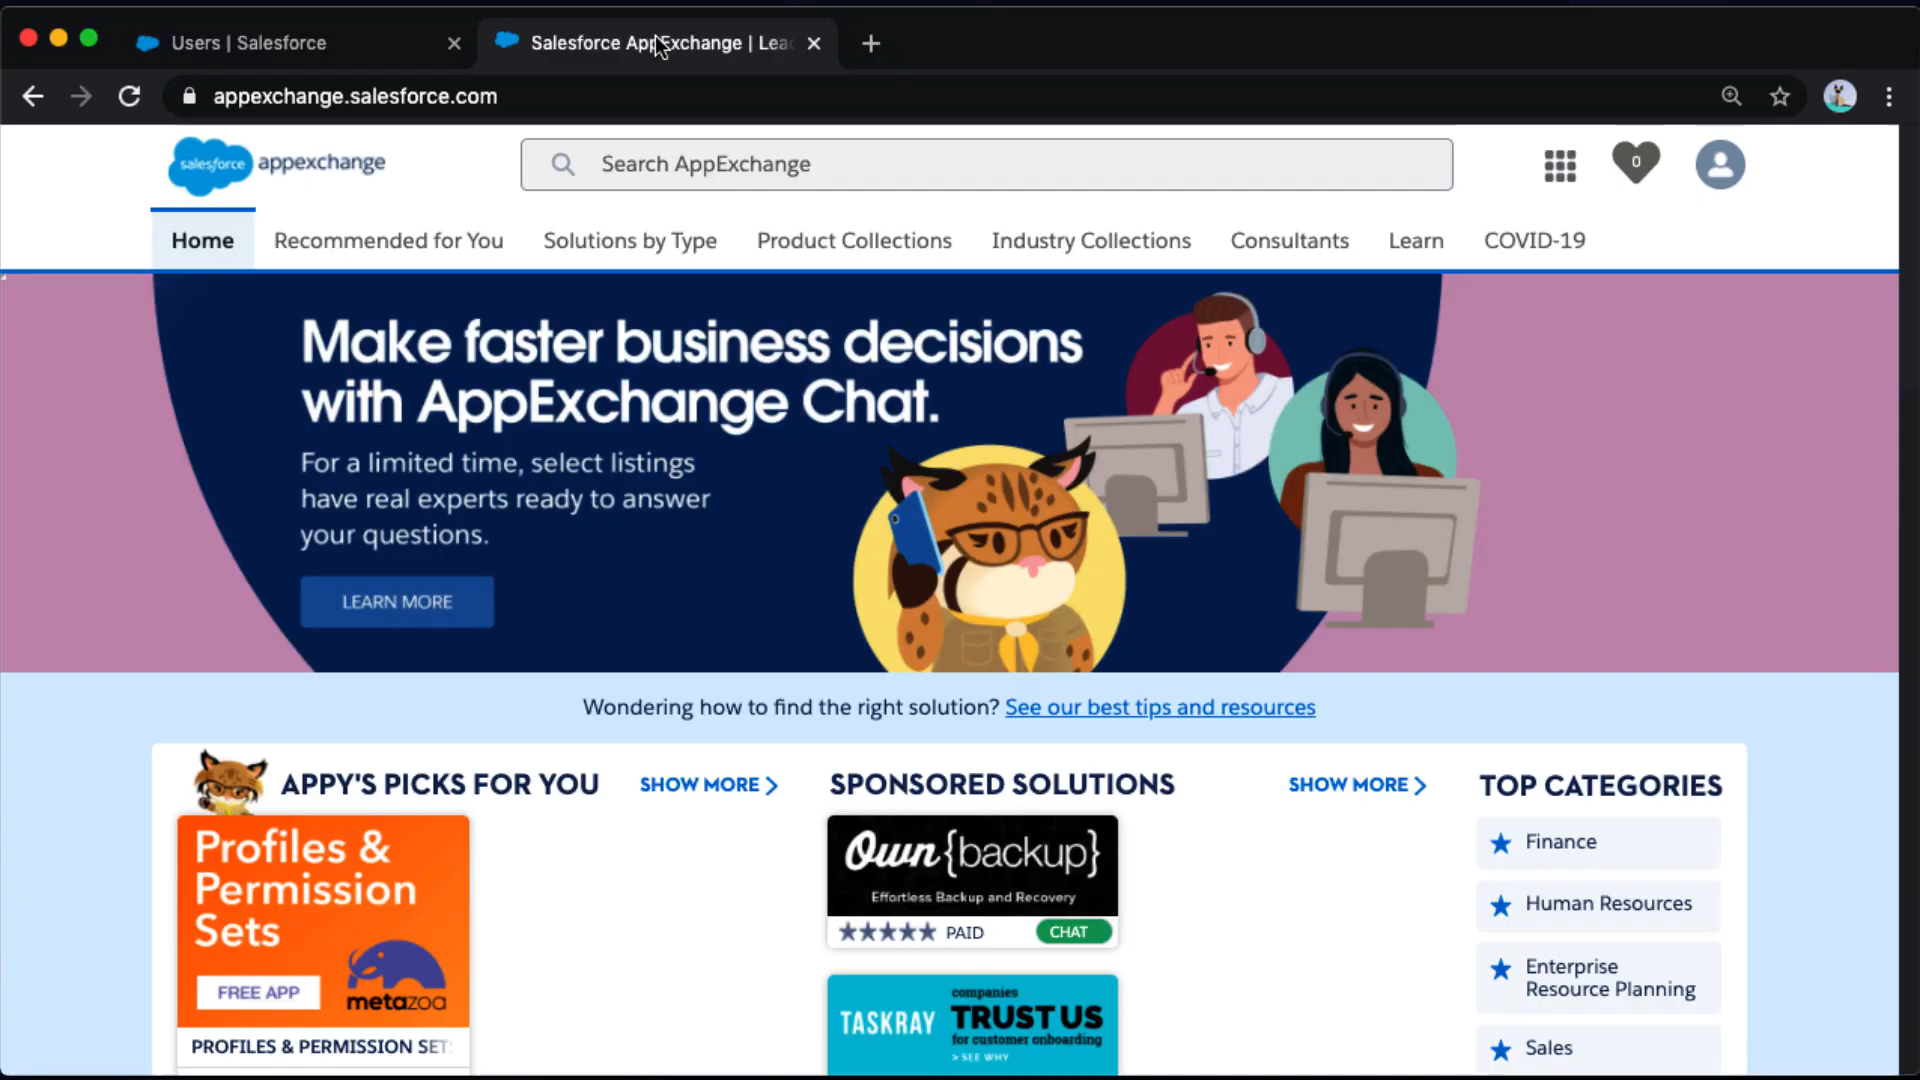 Users | Salesforce
Salesforce AppExchange | Lea
appexchange.salesforce.com
salesforce appexchange
Search AppExchange
0
Home
Recommended for You
Solutions by Type
Product Collections
Industry Collections
Consultants
Learn
COVID-19
Make faster business decisions
with AppExchange Chat.
For a limited time, select listings
have real experts ready to answer
your questions.
LEARN MORE
Wondering how to find the right solution? See our best tips and resources
APPY'S PICKS FOR YOU
SHOW MORE
Profiles &
Permission
Sets
FREE APP
metazoa
PROFILES & PERMISSION SET
SPONSORED SOLUTIONS
SHOW MORE
Own{backup}
Effortless Backup and Recovery
PAID
CHAT
TASKRAY
companies
TRUST US
for customer onboarding
> SEE WHY
TOP CATEGORIES
Finance
Human Resources
Enterprise
Resource Planning
Sales